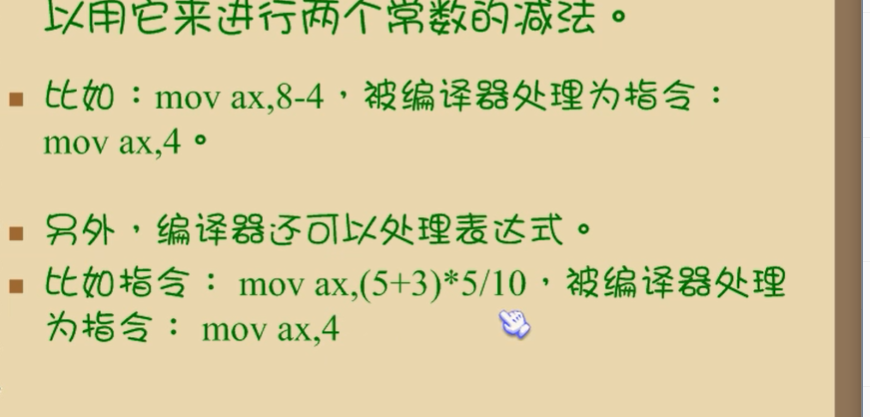 以用它来进行两个常数的减法。
比如：mov ax,8-4，被编译器处理为指令：
mov ax,4。
另外，编译器还可以处理表达式。
比如指令： mov ax,(5+3)*5/10，被编译器处理
为指令： mov ax,4